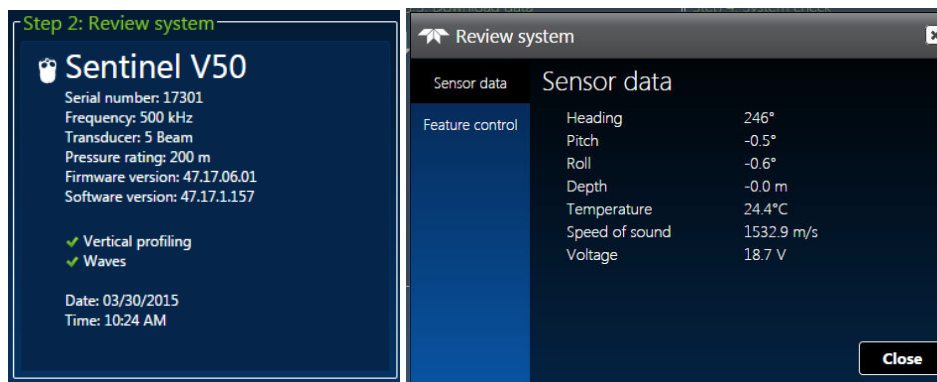 Step 2: Review system
Sentinel V50
Serial number: 17301
Frequency: 500 kHz
Transducer: 5 Beam
Pressure rating: 200 m
Firmware version: 47.17.06.01
Software version: 47.17.1.157
Vertical profiling
Waves
Date: 03/30/2015
Time: 10:24 AM
Review system
Sensor data
Feature control
Sensor data
Heading 246°
Pitch -0.5°
Roll -0.6°
Depth -0.0 m
Temperature 24.4°C
Speed of sound 1532.9 m/s
Voltage 18.7 V
Close